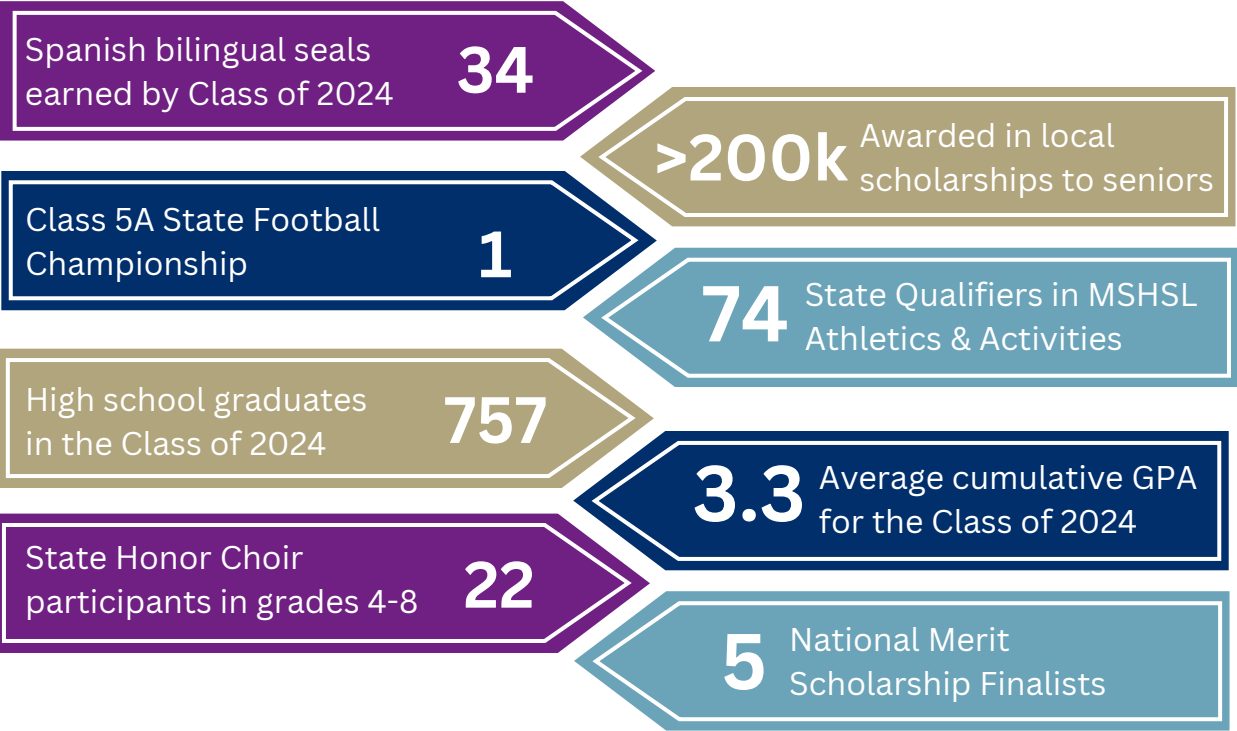 Spanish bilingual seals
earned by Class of 2024
34
>200k
Awarded in local
scholarships to seniors
Class 5A State Football
Championship
1
74
State Qualifiers in MSHSL
Athletics & Activities
High school graduates
in the Class of 2024
757
3.3
Average cumulative GPA
for the Class of 2024
State Honor Choir
participants in grades 4-8
22
5
National Merit
Scholarship Finalists